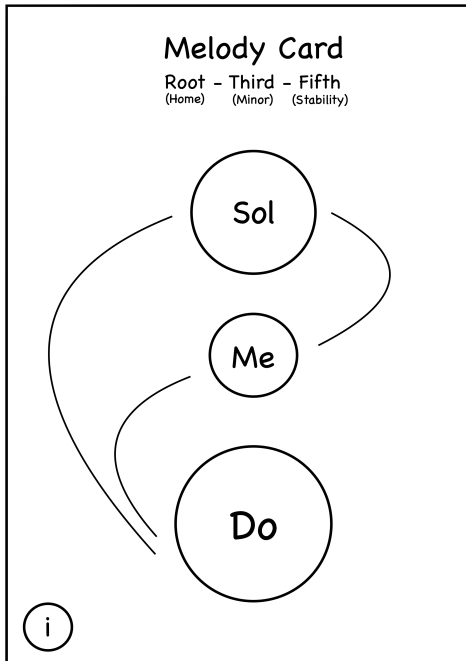 Melody Card
Root - Third - Fifth
(Home) (Minor) (Stability)
Sol
Me
Do
i